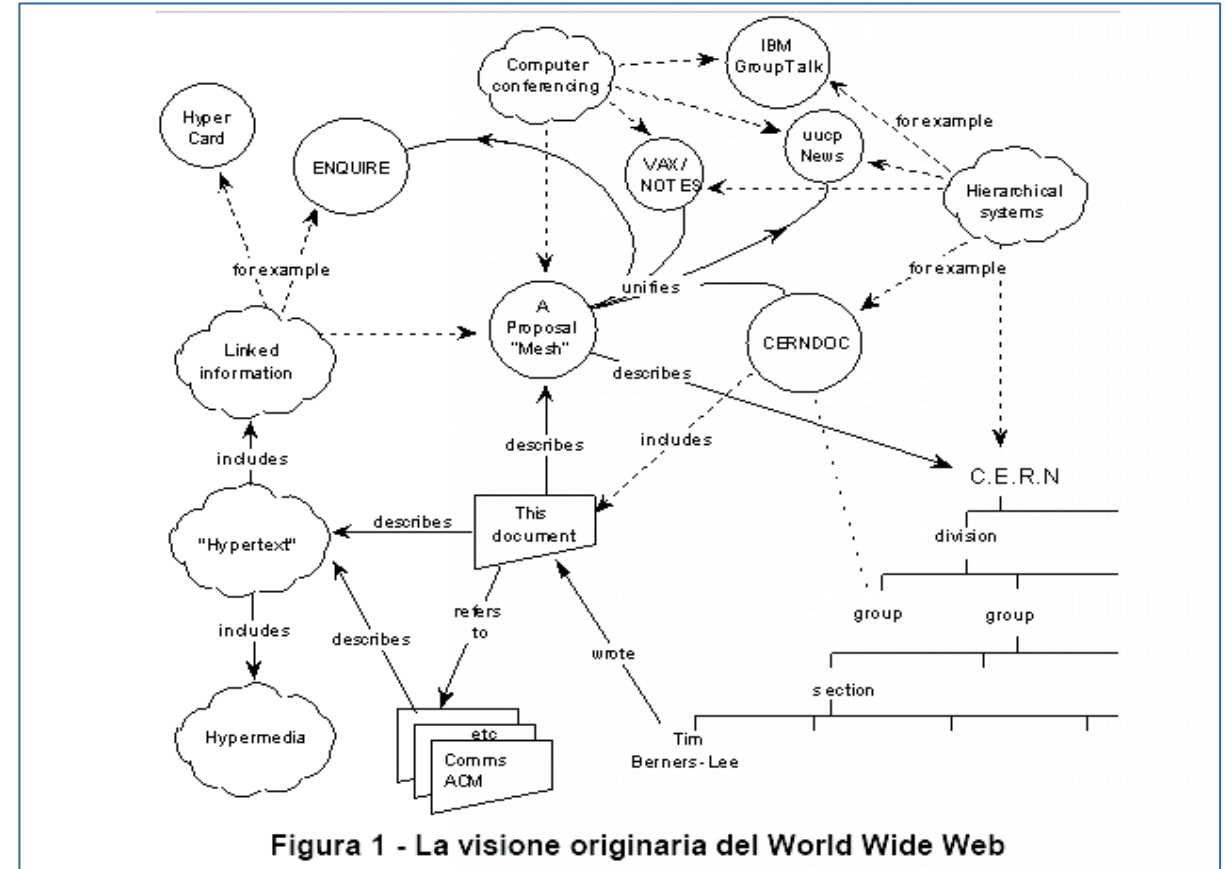 IBM
GroupTalk
Computer
conferencing
Hyper
Card
for example
uucp
News
ENQUIRE
VAX/
NOTES
Hierarchical
systems
for example
for example
unifies
A
Proposal
"Mesh"
CERNDOC
Linked
information
describes
includes
describes
includes
C.E.R.N
This
document
describes
division
"Hypertext"
refers
to
group
group
includes
describes
wrote
section
Hypermedia
etc
Comms
ACM
Tim
Berners-Lee
Figura 1 - La visione originaria del World Wide Web